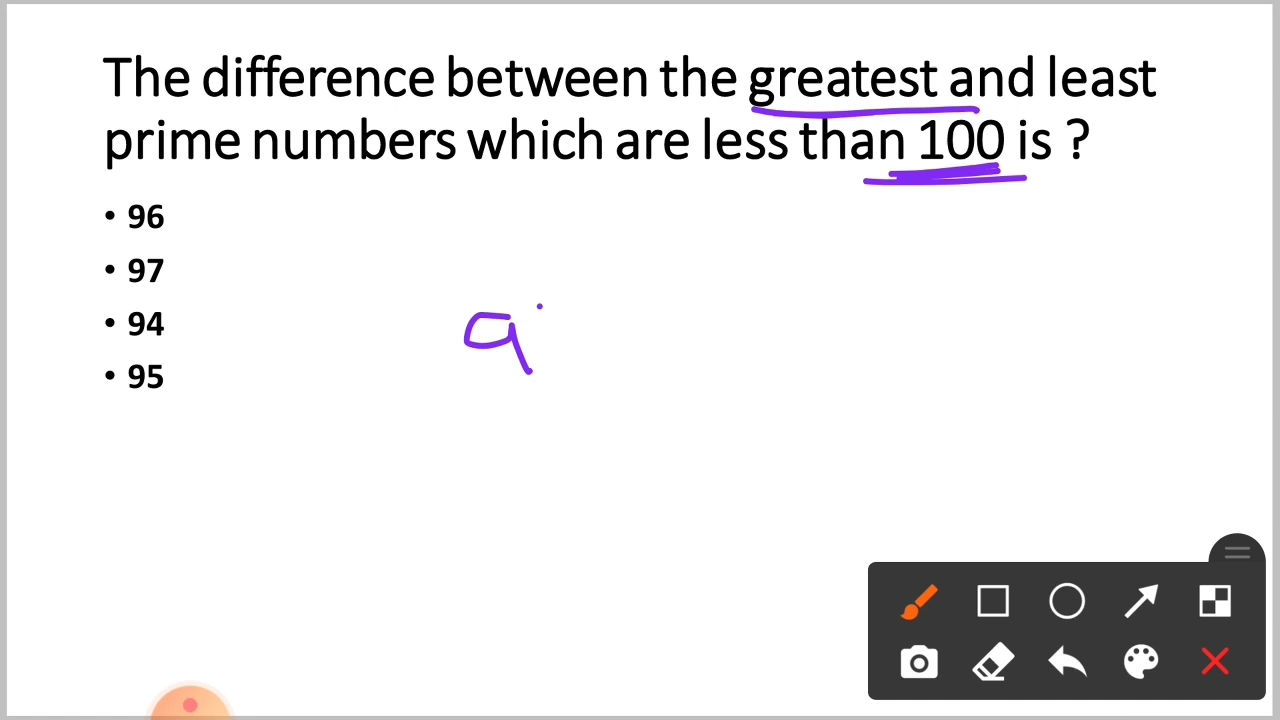 The difference between the greatest and least
prime numbers which are less than 100 is ?
• 96
• 97
• 94
• 95
9